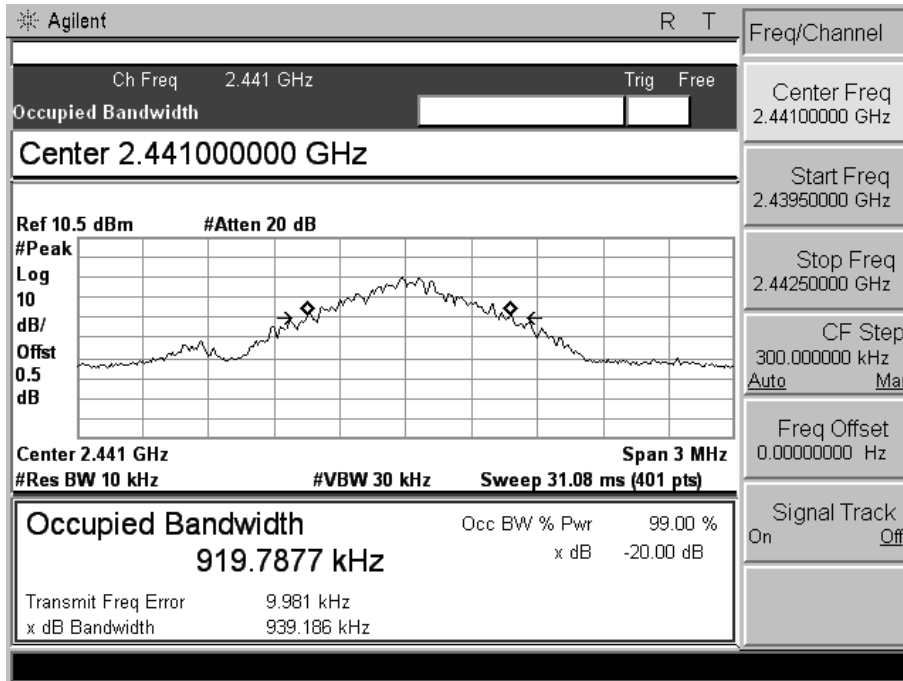 Agilent R T
Ch Freq 2.441 GHz Trig Free
Occupied Bandwidth
Center 2.441000000 GHz
Ref 10.5 dBm #Atten 20 dB
#Peak
Log
10
dB/
Offst
0.5
dB
Center 2.441 GHz Span 3 MHz
#Res BW 10 kHz #VBW 30 kHz Sweep 31.08 ms (401 pts)
Occupied Bandwidth
919.7877 kHz
Occ BW % Pwr 99.00 %
x dB -20.00 dB
Transmit Freq Error 9.981 kHz
x dB Bandwidth 939.186 kHz
Freq/Channel
Center Freq
2.44100000 GHz
Start Freq
2.43950000 GHz
Stop Freq
2.44250000 GHz
CF Step
300.000000 kHz
Auto Mar
Freq Offset
0.00000000 Hz
Signal Track
On Off